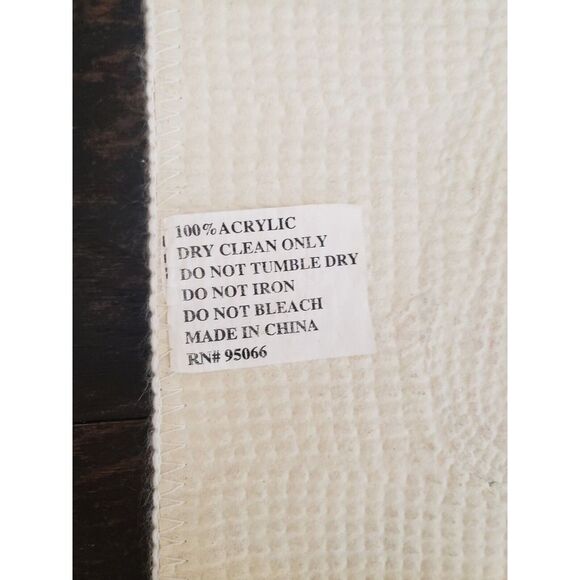 100% ACRYLIC
DRY CLEAN ONLY
DO NOT TUMBLE DRY
DO NOT IRON
DO NOT BLEACH
MADE IN CHINA
RN# 95066